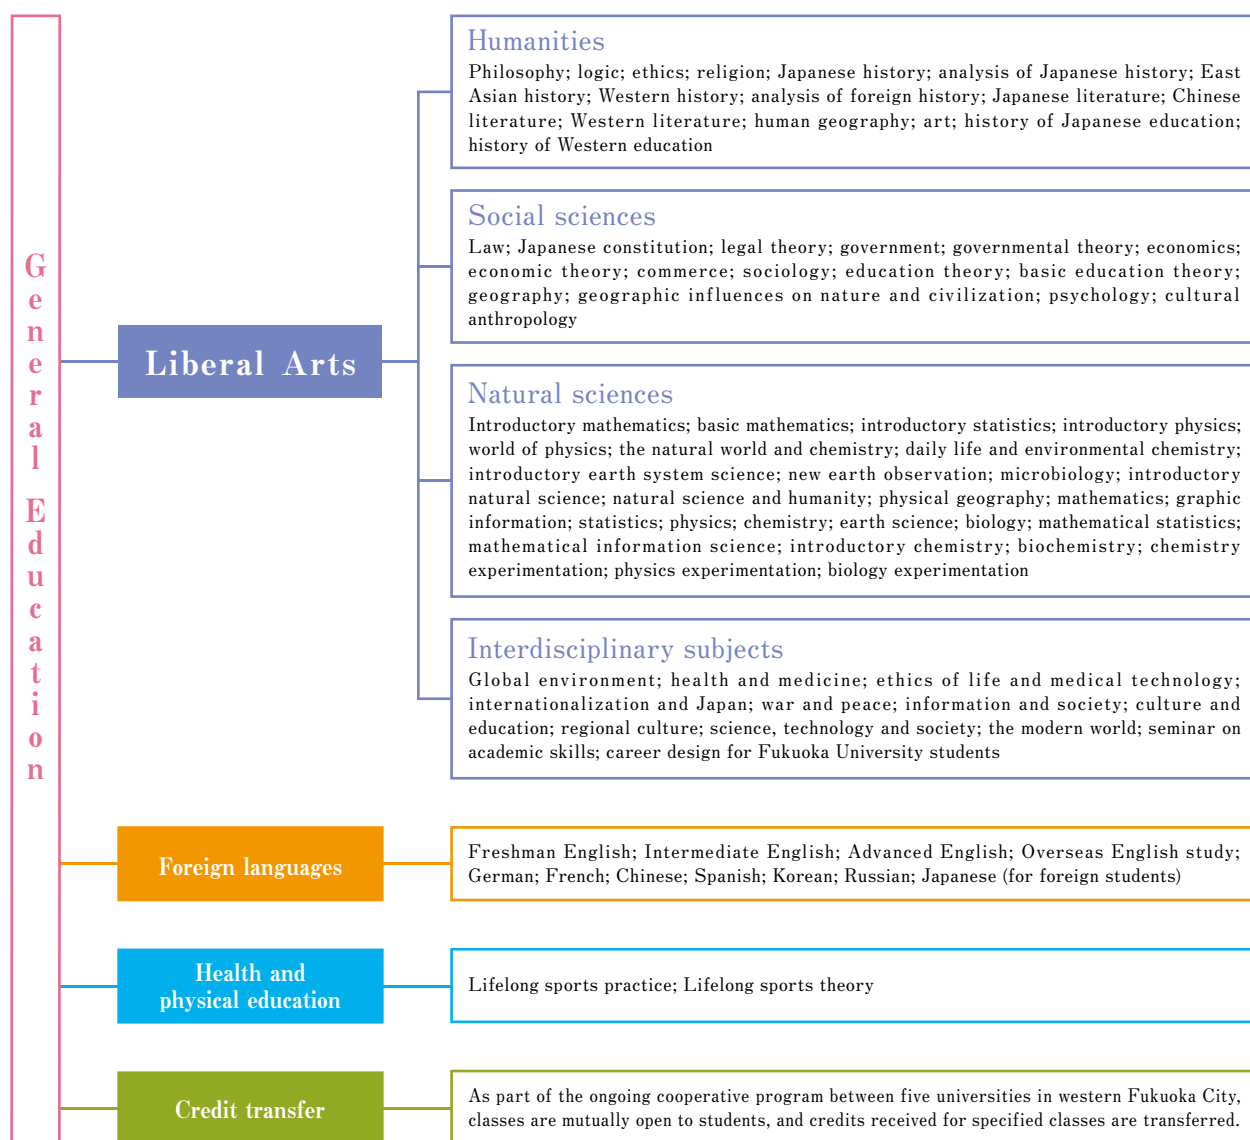 General Education
Liberal Arts
Humanities
Philosophy; logic; ethics; religion; Japanese history; analysis of Japanese history; East
Asian history; Western history; analysis of foreign history; Japanese literature; Chinese
literature; Western literature; human geography; art; history of Japanese education;
history of Western education
Social sciences
Law; Japanese constitution; legal theory; government; governmental theory; economics;
economic theory; commerce; sociology; education theory; basic education theory;
geography; geographic influences on nature and civilization; psychology; cultural
anthropology
Natural sciences
Introductory mathematics; basic mathematics; introductory statistics; introductory physics;
world of physics; the natural world and chemistry; daily life and environmental chemistry;
introductory earth system science; new earth observation; microbiology; introductory
natural science; natural science and humanity; physical geography; mathematics; graphic
information; statistics; physics; chemistry; earth science; biology; mathematical statistics;
mathematical information science; introductory chemistry; biochemistry; chemistry
experimentation; physics experimentation; biology experimentation
Interdisciplinary subjects
Global environment; health and medicine; ethics of life and medical technology;
internationalization and Japan; war and peace; information and society; culture and
education; regional culture; science, technology and society; the modern world; seminar on
academic skills; career design for Fukuoka University students
Foreign languages
Freshman English; Intermediate English; Advanced English; Overseas English study;
German; French; Chinese; Spanish; Korean; Russian; Japanese (for foreign students)
Health and
physical education
Lifelong sports practice; Lifelong sports theory
Credit transfer
As part of the ongoing cooperative program between five universities in western Fukuoka City,
classes are mutually open to students, and credits received for specified classes are transferred.